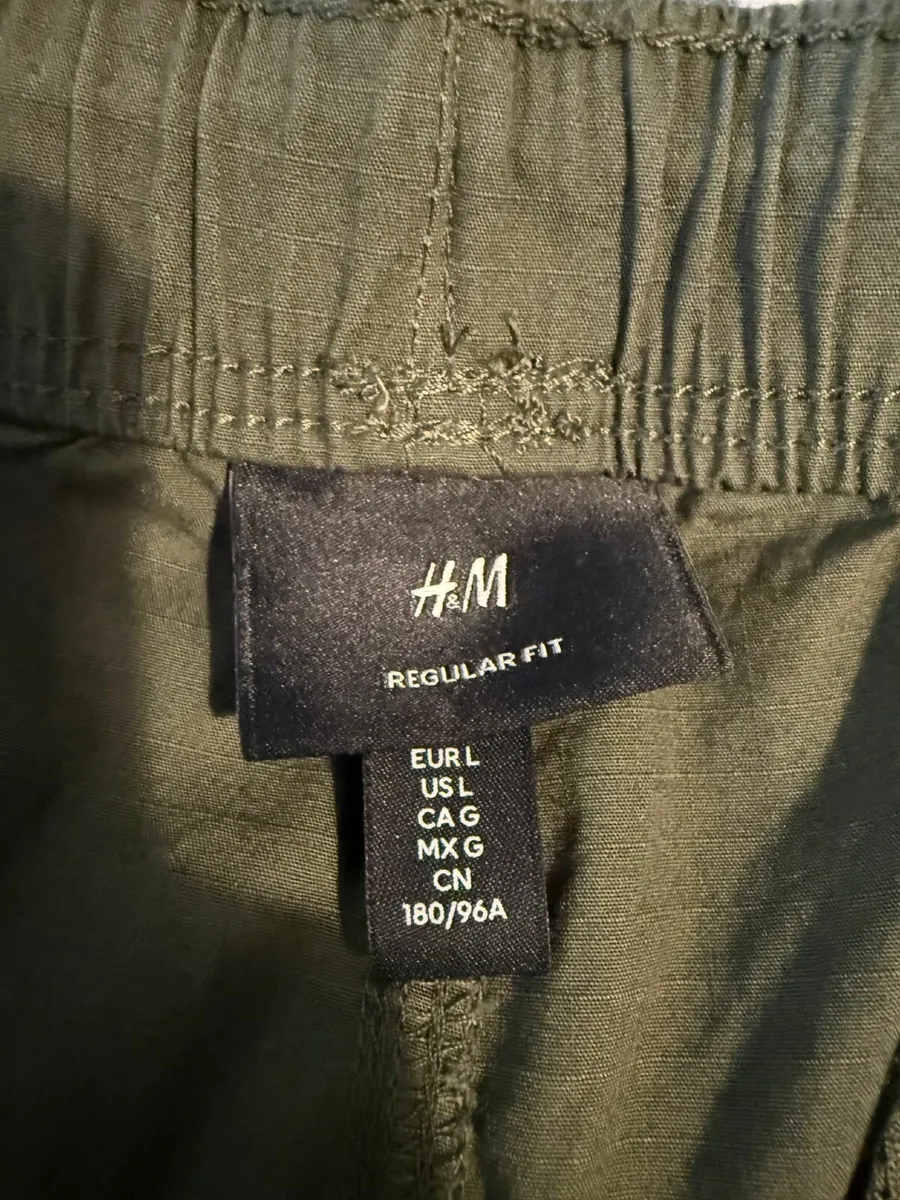 H&M
REGULAR FIT
EUR L
US L
CA G
MX G
CN
180/96A